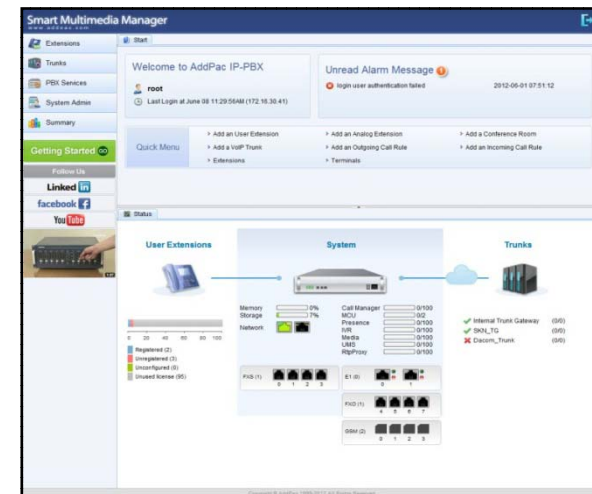 Smart Multimedia Manager
www.addpac.com
Extensions
Trunks
PBX Services
System Admin
Summary
Getting Started GO
Follow Us
Linked in
facebook f
You Tube
Start
Welcome to AddPac IP-PBX
root
Last Login at June 08 11:29:56AM (172.16.30.41)
Unread Alarm Message
login user authentication failed 2012-06-01 07:51:12
Quick Menu
> Add an User Extension
> Add an Analog Extension
> Add a Conference Room
> Add a VoIP Trunk
> Add an Outgoing Call Rule
> Add an Incoming Call Rule
> Extensions
> Terminals
Status
User Extensions
System
Trunks
Memory 0%
Storage 7%
Network
Call Manager 0/100
MCU 0/2
Presence 0/100
IVR 0/100
Media 0/100
UMS 0/100
RtpProxy 0/100
Internal Trunk Gateway (0/0)
SKN_TG (0/0)
Dacom_Trunk (0/0)
0 20 40 60 80 100
Registered (2)
Unregistered (3)
Unconfigured (0)
Unused license (95)
FXS (1) 0 1 2 3
E1 (0) 0 1
FXO (1) 4 5 6 7
GSM (2) 0 1 2 3